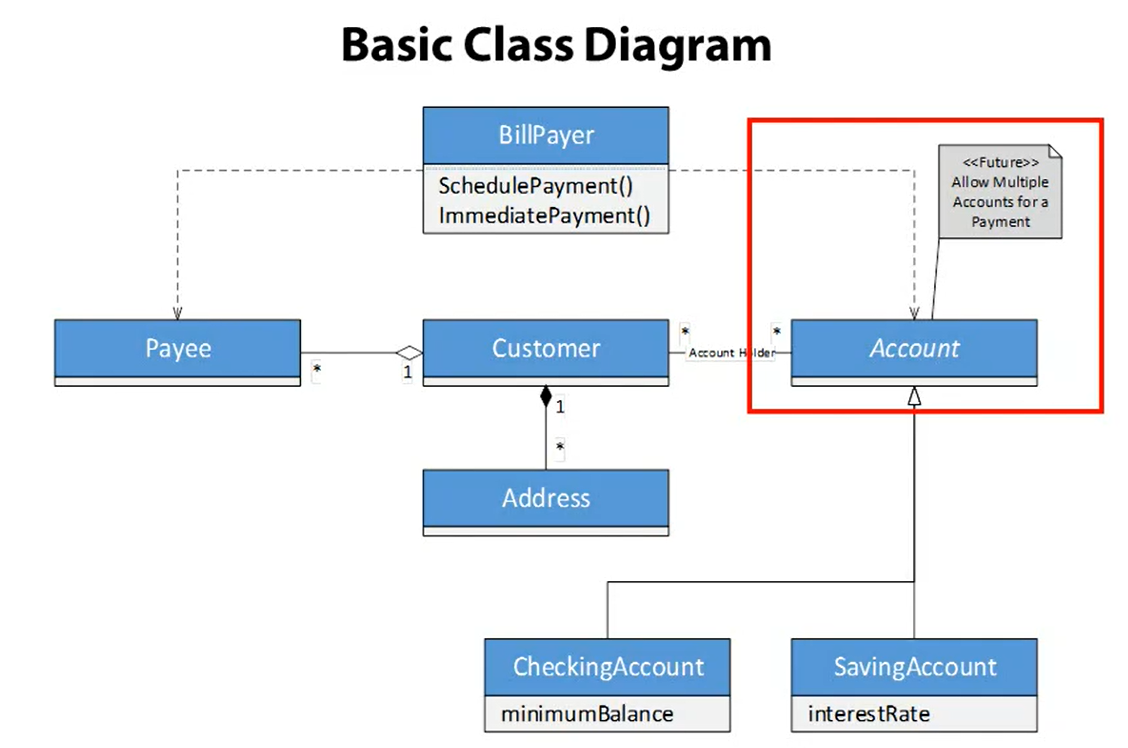 Basic Class Diagram
BillPayer
SchedulePayment()
ImmediatePayment()
<<Future>>
Allow Multiple
Accounts for a
Payment
Payee
*
1
Customer
*
Account Holder
*
Account
1
*
Address
CheckingAccount
minimumBalance
SavingAccount
interestRate